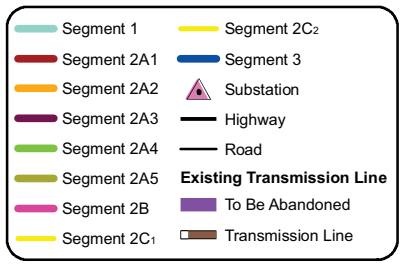 Segment 1
Segment 2A1
Segment 2A2
Segment 2A3
Segment 2A4
Segment 2A5
Segment 2B
Segment 2C1
Segment 2C2
Segment 3
Substation
Highway
Road
Existing Transmission Line
To Be Abandoned
Transmission Line